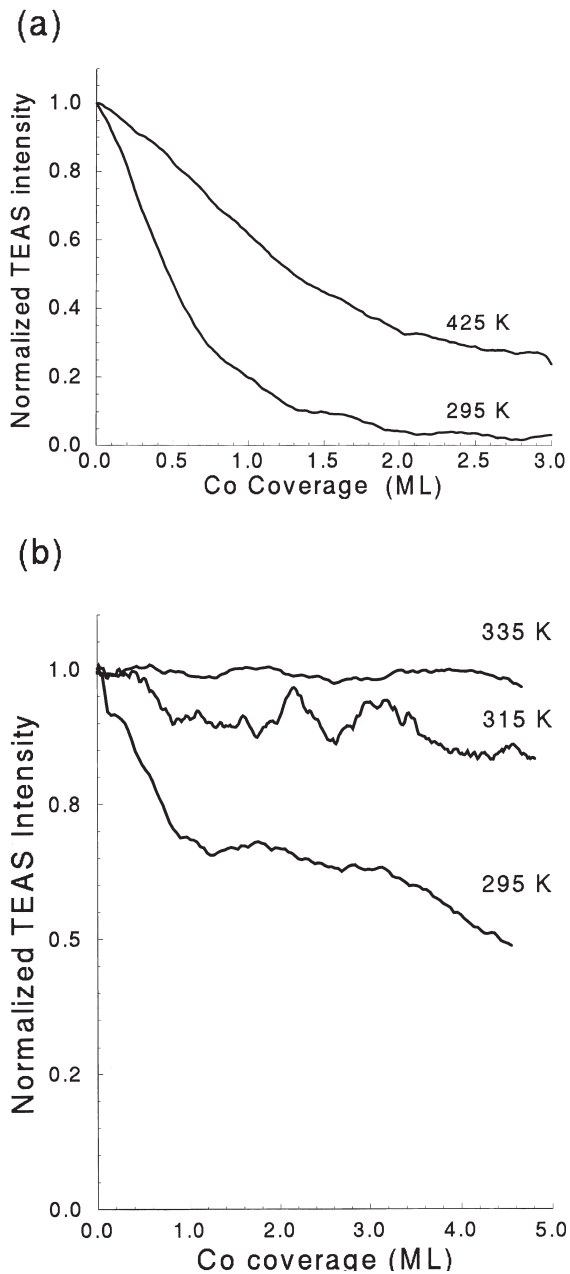 (a)
Normalized TEAS intensity
1.0
0.8
0.6
0.4
0.2
0.0
425 K
295 K
0.0 0.5 1.0 1.5 2.0 2.5 3.0
Co Coverage (ML)
(b)
Normalized TEAS Intensity
1.0
0.8
0.5
0.2
0.0
335 K
315 K
295 K
0.0 1.0 2.0 3.0 4.0 5.0
Co coverage (ML)